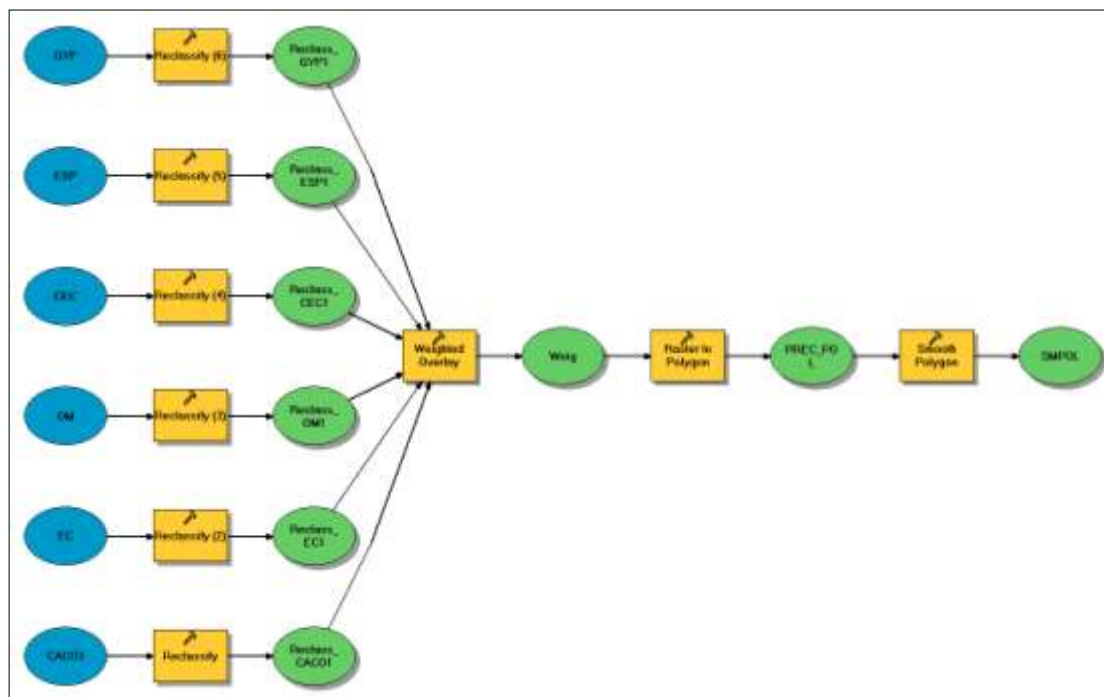 GYP
Reclassify (6)
Reclass_
GYP1
ESP
Reclassify (5)
Reclass_
ESP1
CEC
Reclassify (4)
Reclass_
CEC1
Weighted
Overlay
Weig
Raster to
Polygon
PREC_PO
L
Smooth
Polygon
SMPOL
OM
Reclassify (3)
Reclass_
OM1
EC
Reclassify (2)
Reclass_
EC1
CACO3
Reclassify
Reclass_
CACO1